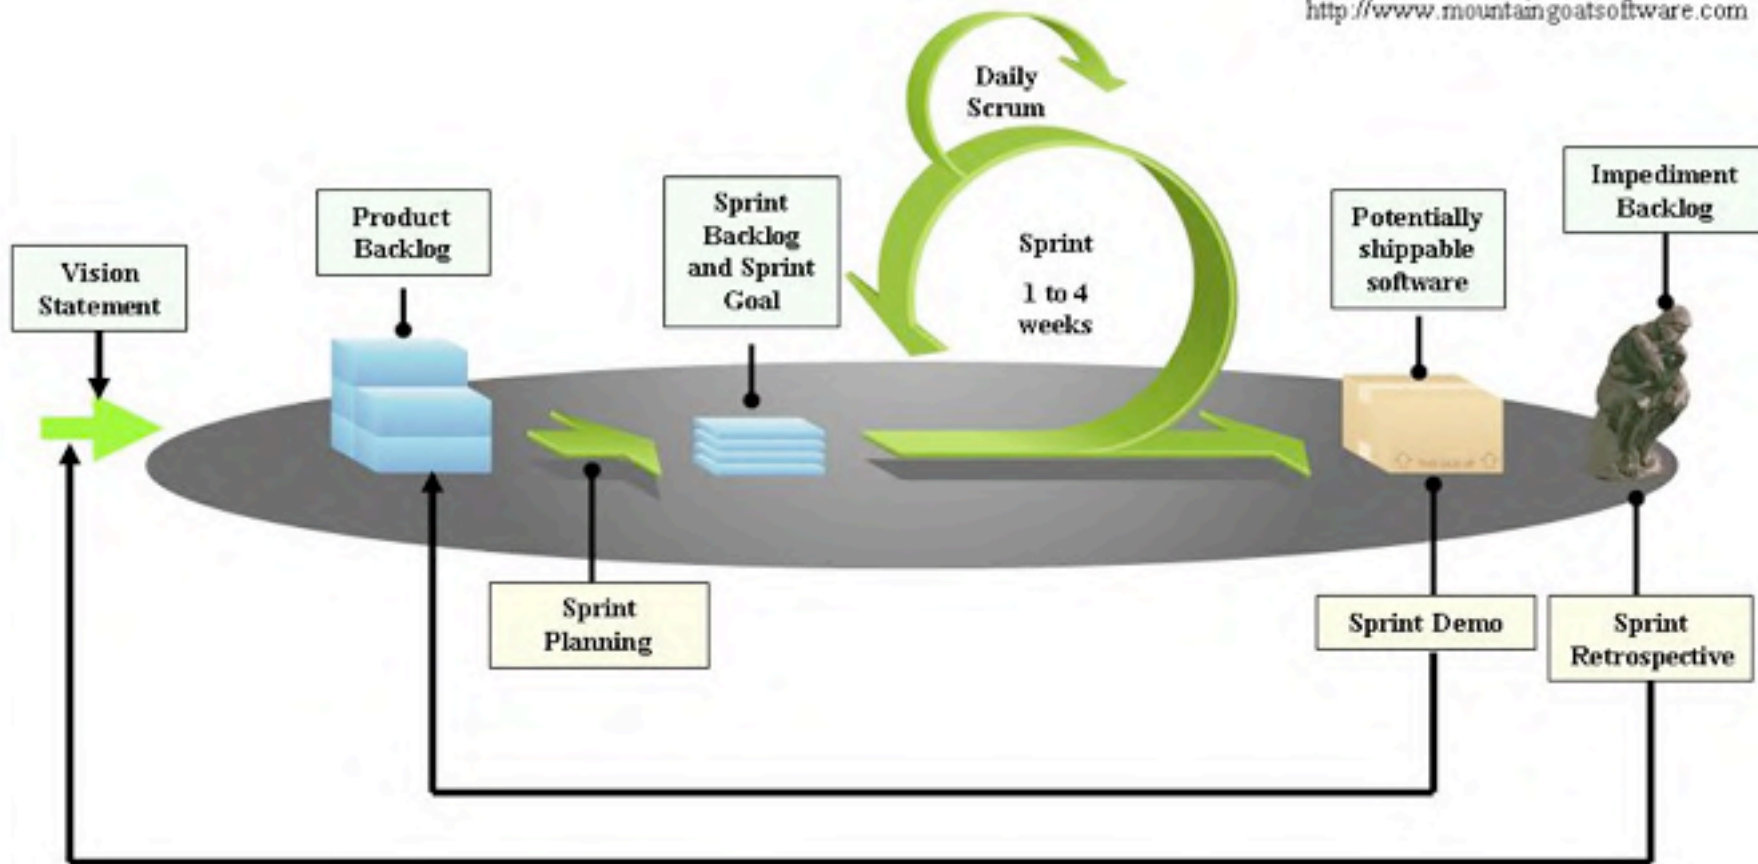 http://www.mountaingoatsoftware.com
Daily
Scrum
Impediment
Backlog
Product
Backlog
Sprint
Backlog
and Sprint
Goal
Potentially
shippable
software
Vision
Statement
Sprint
1 to 4
weeks
Sprint
Planning
Sprint Demo
Sprint
Retrospective